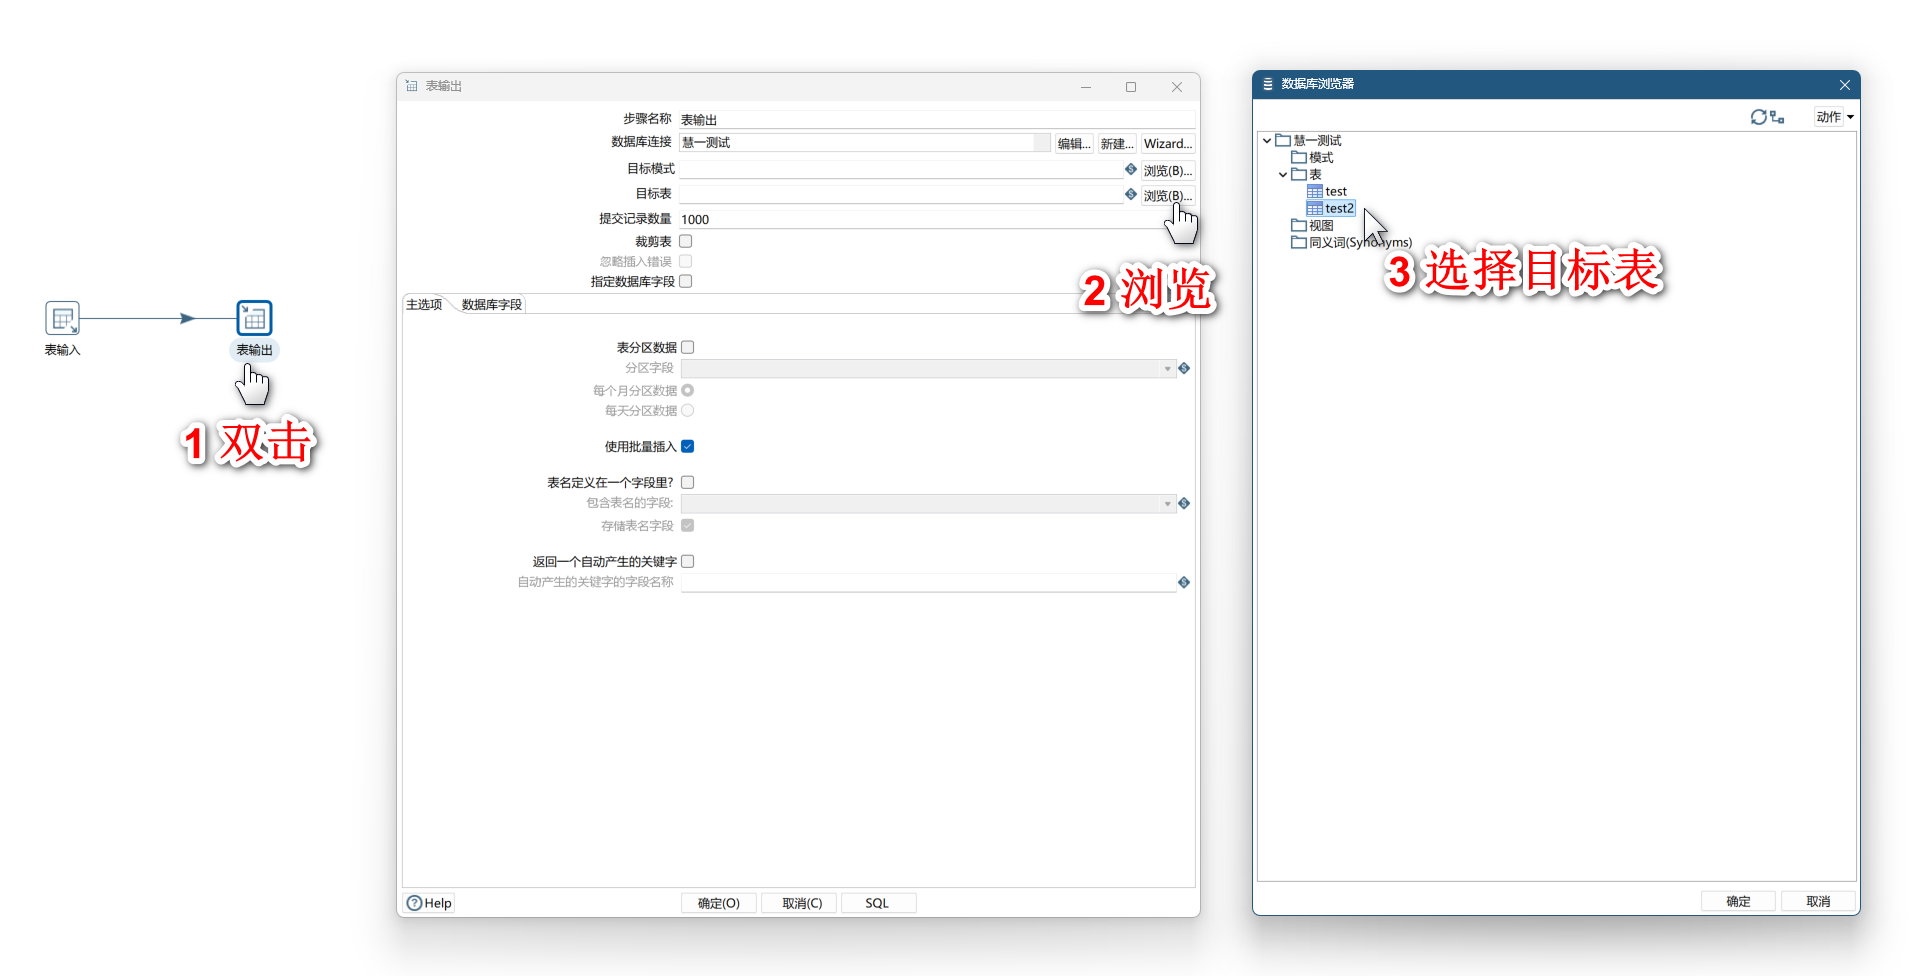 表输入
表输出
1 双击
表输出
步骤名称 表输出
数据库连接 慧一测试 编辑... 新建... Wizard...
目标模式 浏览(B)...
目标表 浏览(B)...
提交记录数量 1000
裁剪表
忽略插入错误
指定数据库字段
2 浏览
主选项 数据库字段
表分区数据
分区字段
每个月分区数据
每天分区数据
使用批量插入
表名定义在一个字段里?
包含表名的字段:
存储表名字段
返回一个自动产生的关键字
自动产生的关键字的字段名称
Help 确定(O) 取消(C) SQL
数据库浏览器
动作
慧一测试
模式
表
test
test2
视图
同义词(Synonyms)
3 选择目标表
确定 取消